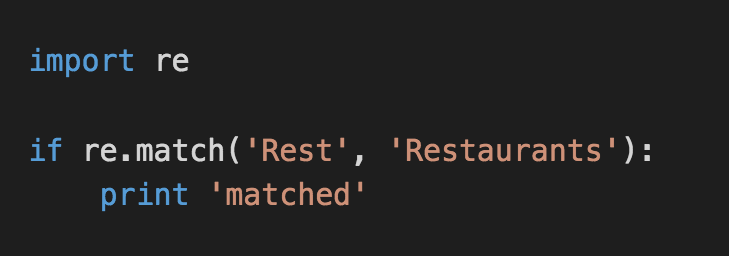 import re
if re.match('Rest', 'Restaurants'):
    print 'matched'